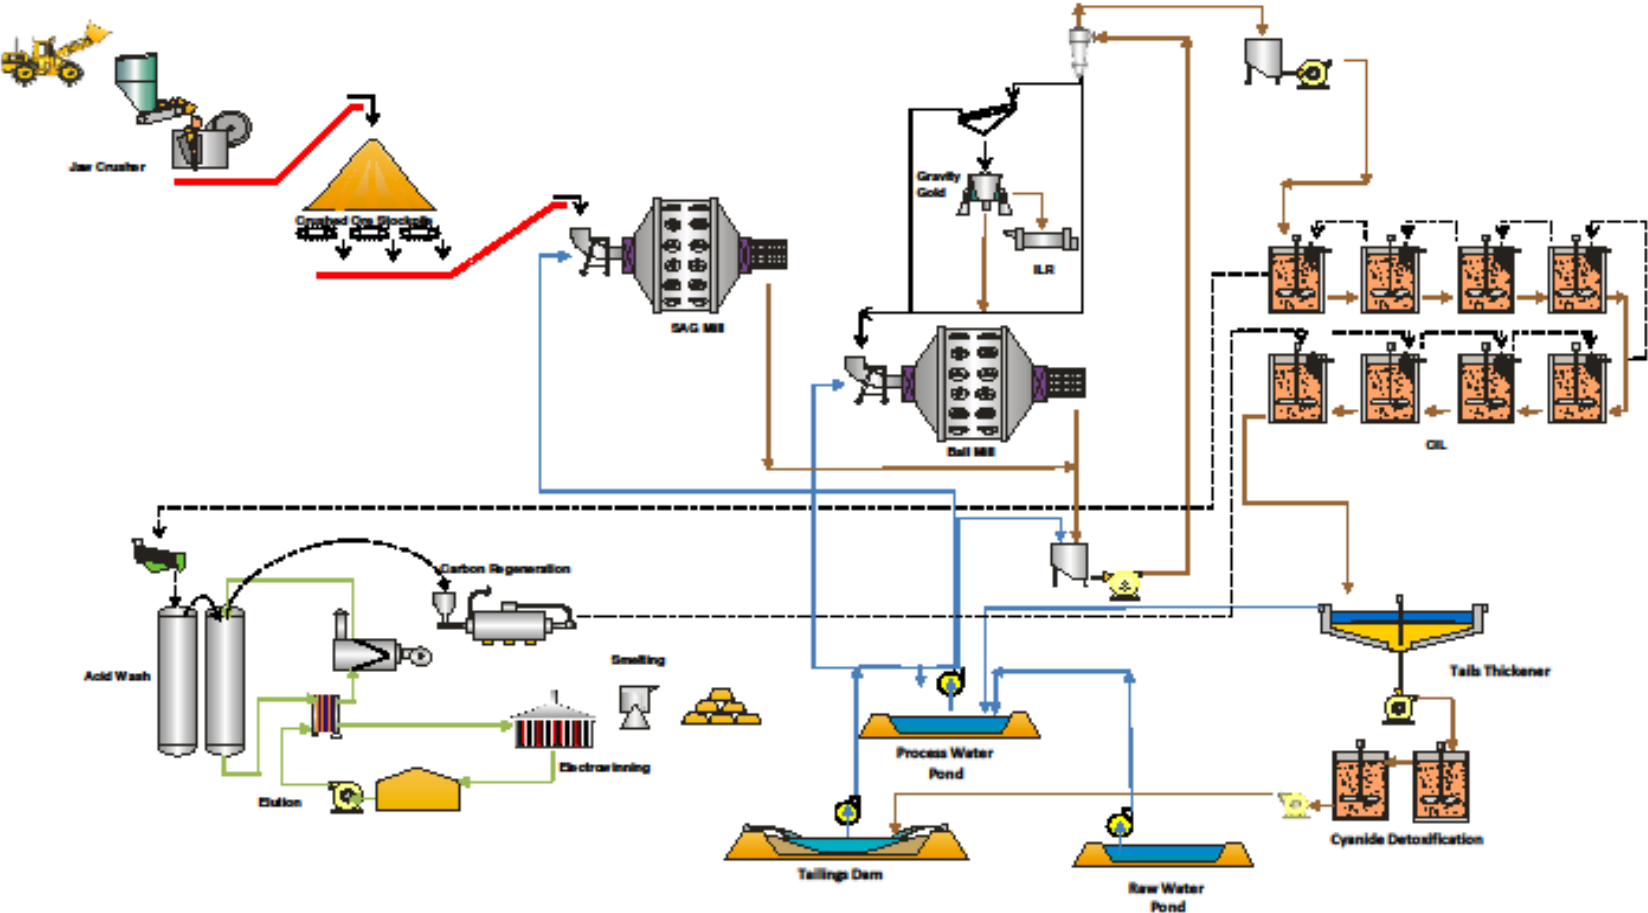 Jaw Crusher
Crushed Ore Stockpile
SAG Mill
Gravity
Gold
ILR
Ball Mill
CIL
Carbon Regeneration
Acid Wash
Smelting
Electrowinning
Elution
Process Water
Pond
Tails Thickener
Cyanide Detoxification
Tailings Dam
Raw Water
Pond